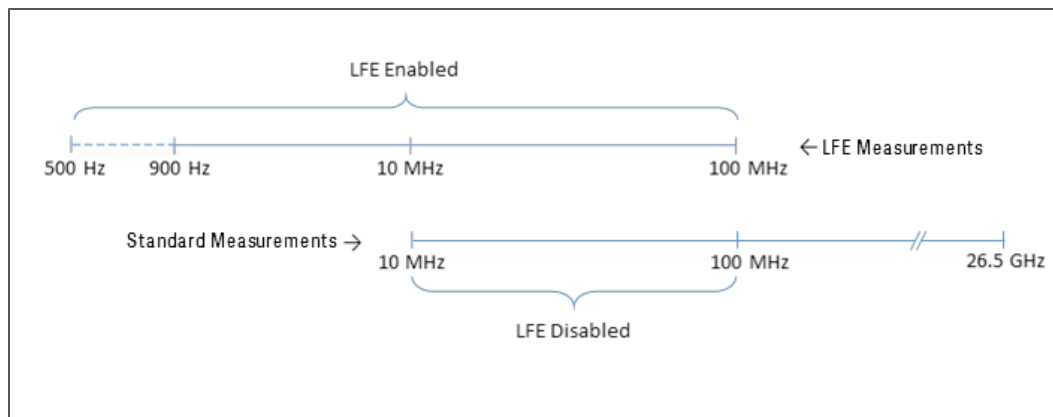 LFE Enabled
500 Hz 900 Hz 10 MHz 100 MHz ← LFE Measurements
Standard Measurements →
10 MHz 100 MHz 26.5 GHz
LFE Disabled